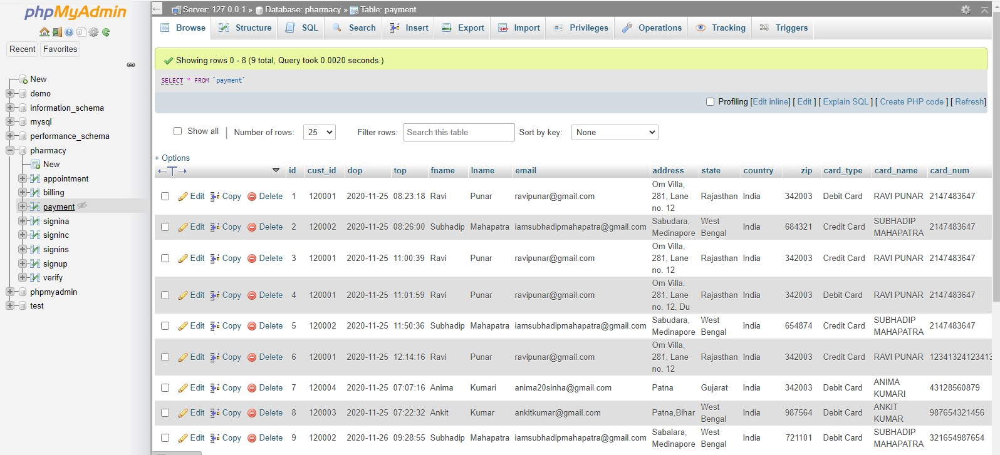 phpMyAdmin
Recent Favorites
New
demo
information_schema
mysql
performance_schema
pharmacy
New
appointment
billing
payment
signina
signinc
signins
signup
verify
phpmyadmin
test
Server: 127.0.0.1 » Database: pharmacy » Table: payment
Browse Structure SQL Search Insert Export Import Privileges Operations Tracking Triggers
Showing rows 0 - 8 (9 total, Query took 0.0020 seconds.)
SELECT * FROM `payment`
Profiling [Edit inline] [ Edit ] [ Explain SQL ] [ Create PHP code ] [ Refresh]
Show all | Number of rows: 25 Filter rows: Search this table Sort by key: None
+ Options
←T→ id cust_id dop top fname lname email address state country zip card_type card_name card_num
Edit Copy Delete 1 120001 2020-11-25 08:23:18 Ravi Punar ravipunar@gmail.com Om Villa, 281, Lane no. 12 Rajasthan India 342003 Debit Card RAVI PUNAR 2147483647
Edit Copy Delete 2 120002 2020-11-25 08:26:00 Subhadip Mahapatra iamsubhadipmahapatra@gmail.com Sabudara, Medinapore West Bengal India 684321 Credit Card SUBHADIP MAHAPATRA 2147483647
Edit Copy Delete 3 120001 2020-11-25 11:00:39 Ravi Punar ravipunar@gmail.com Om Villa, 281, Lane no. 12 Rajasthan India 342003 Credit Card RAVI PUNAR 2147483647
Edit Copy Delete 4 120001 2020-11-25 11:01:59 Ravi Punar ravipunar@gmail.com Om Villa, 281, Lane no. 12, Du Rajasthan India 342003 Debit Card RAVI PUNAR 2147483647
Edit Copy Delete 5 120002 2020-11-25 11:50:36 Subhadip Mahapatra iamsubhadipmahapatra@gmail.com Sabudara, Medinapore West Bengal India 654874 Credit Card SUBHADIP MAHAPATRA 2147483647
Edit Copy Delete 6 120001 2020-11-25 12:14:16 Ravi Punar ravipunar@gmail.com Om Villa, 281, Lane no. 12 Rajasthan India 342003 Credit Card RAVI PUNAR 12341324123413
Edit Copy Delete 7 120004 2020-11-25 07:07:16 Anima Kumari anima20sinha@gmail.com Patna Gujarat India 342003 Debit Card ANIMA KUMARI 43128560879
Edit Copy Delete 8 120003 2020-11-25 07:22:32 Ankit Kumar ankitkumar@gmail.com Patna,Bihar West Bengal India 987564 Debit Card ANKIT KUMAR 987654321456
Edit Copy Delete 9 120002 2020-11-26 09:28:55 Subhadip Mahapatra iamsubhadipmahapatra@gmail.com Sabalara, Medinapore West Bengal India 721101 Debit Card SUBHADIP MAHAPATRA 321654987654